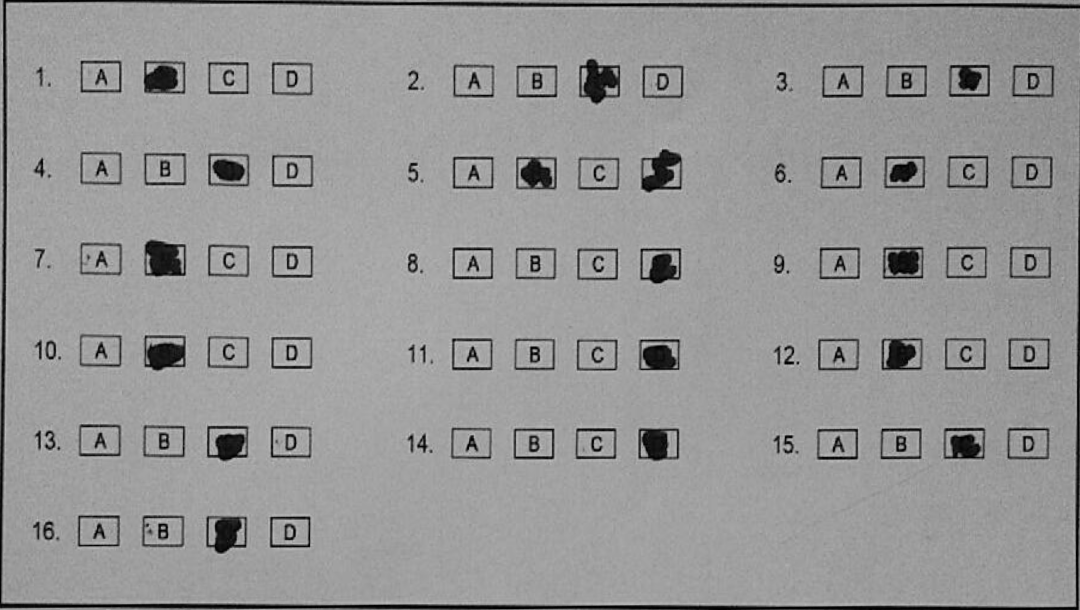 1. A C D 2. A B D 3. A B D
4. A B D 5. A C 6. A C D
7. A C D 8. A B C 9. A C D
10. A C D 11. A B C 12. A C D
13. A B D 14. A B C 15. A B D
16. A B D